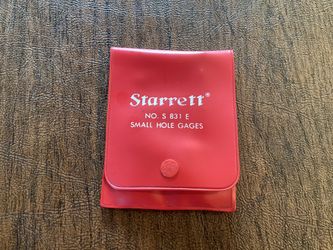 Starrett®
NO. S 831 E
SMALL HOLE GAGES